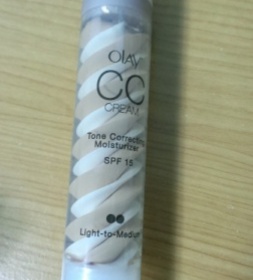 OLAY
CC
CREAM
Tone Correcting
Moisturizer
SPF 15
Light-to-Medium